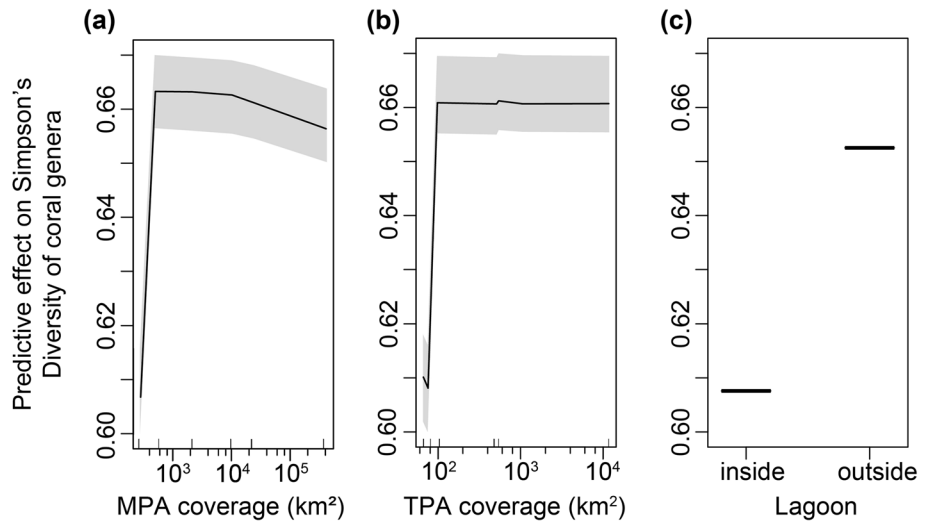 (a)
(b)
(c)
Predictive effect on Simpson's
Diversity of coral genera
0.66
0.64
0.62
0.60
10³
10⁴
10⁵
MPA coverage (km²)
0.66
0.64
0.62
0.60
10²
10³
10⁴
TPA coverage (km²)
0.66
0.64
0.62
0.60
inside
outside
Lagoon